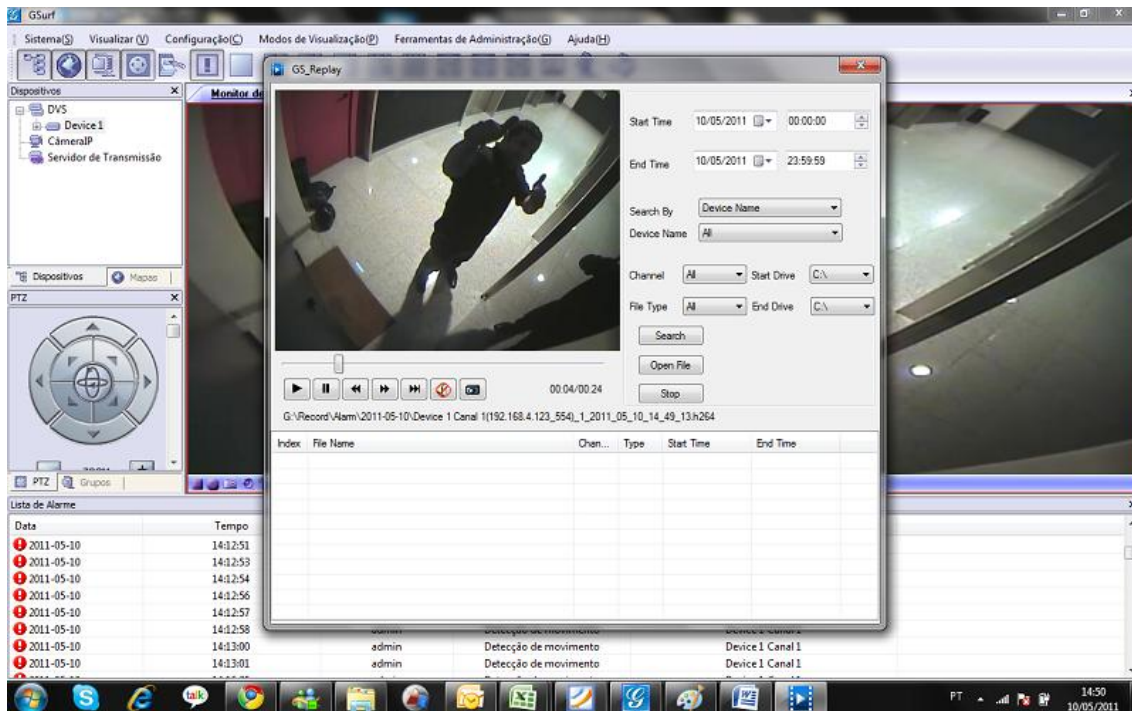 GSurf
Sistema(S) Visualizar (V) Configuração(C) Modos de Visualização(P) Ferramentas de Administração(G) Ajuda(H)
Dispositivos
DVS
Device 1
CâmeraIP
Servidor de Transmissão
Dispositivos Mapas
PTZ
PTZ Grupos
Monitor de
GS_Replay
Start Time 10/05/2011 00:00:00
End Time 10/05/2011 23:59:59
Search By Device Name
Device Name All
Channel All Start Drive C:\
File Type All End Drive C:\
Search
Open File
Stop
00:04/00:24
G:\Record\Alarm\2011-05-10\Device 1 Canal 1(192.168.4.123_554)_1_2011_05_10_14_49_13.h264
Index File Name Chan... Type Start Time End Time
Lista de Alarme
Data Tempo
2011-05-10 14:12:51
2011-05-10 14:12:53
2011-05-10 14:12:54
2011-05-10 14:12:56
2011-05-10 14:12:57
2011-05-10 14:12:58
2011-05-10 14:13:00 admin Detecção de movimento Device 1 Canal 1
2011-05-10 14:13:01 admin Detecção de movimento Device 1 Canal 1
talk
PT 14:50
10/05/2011